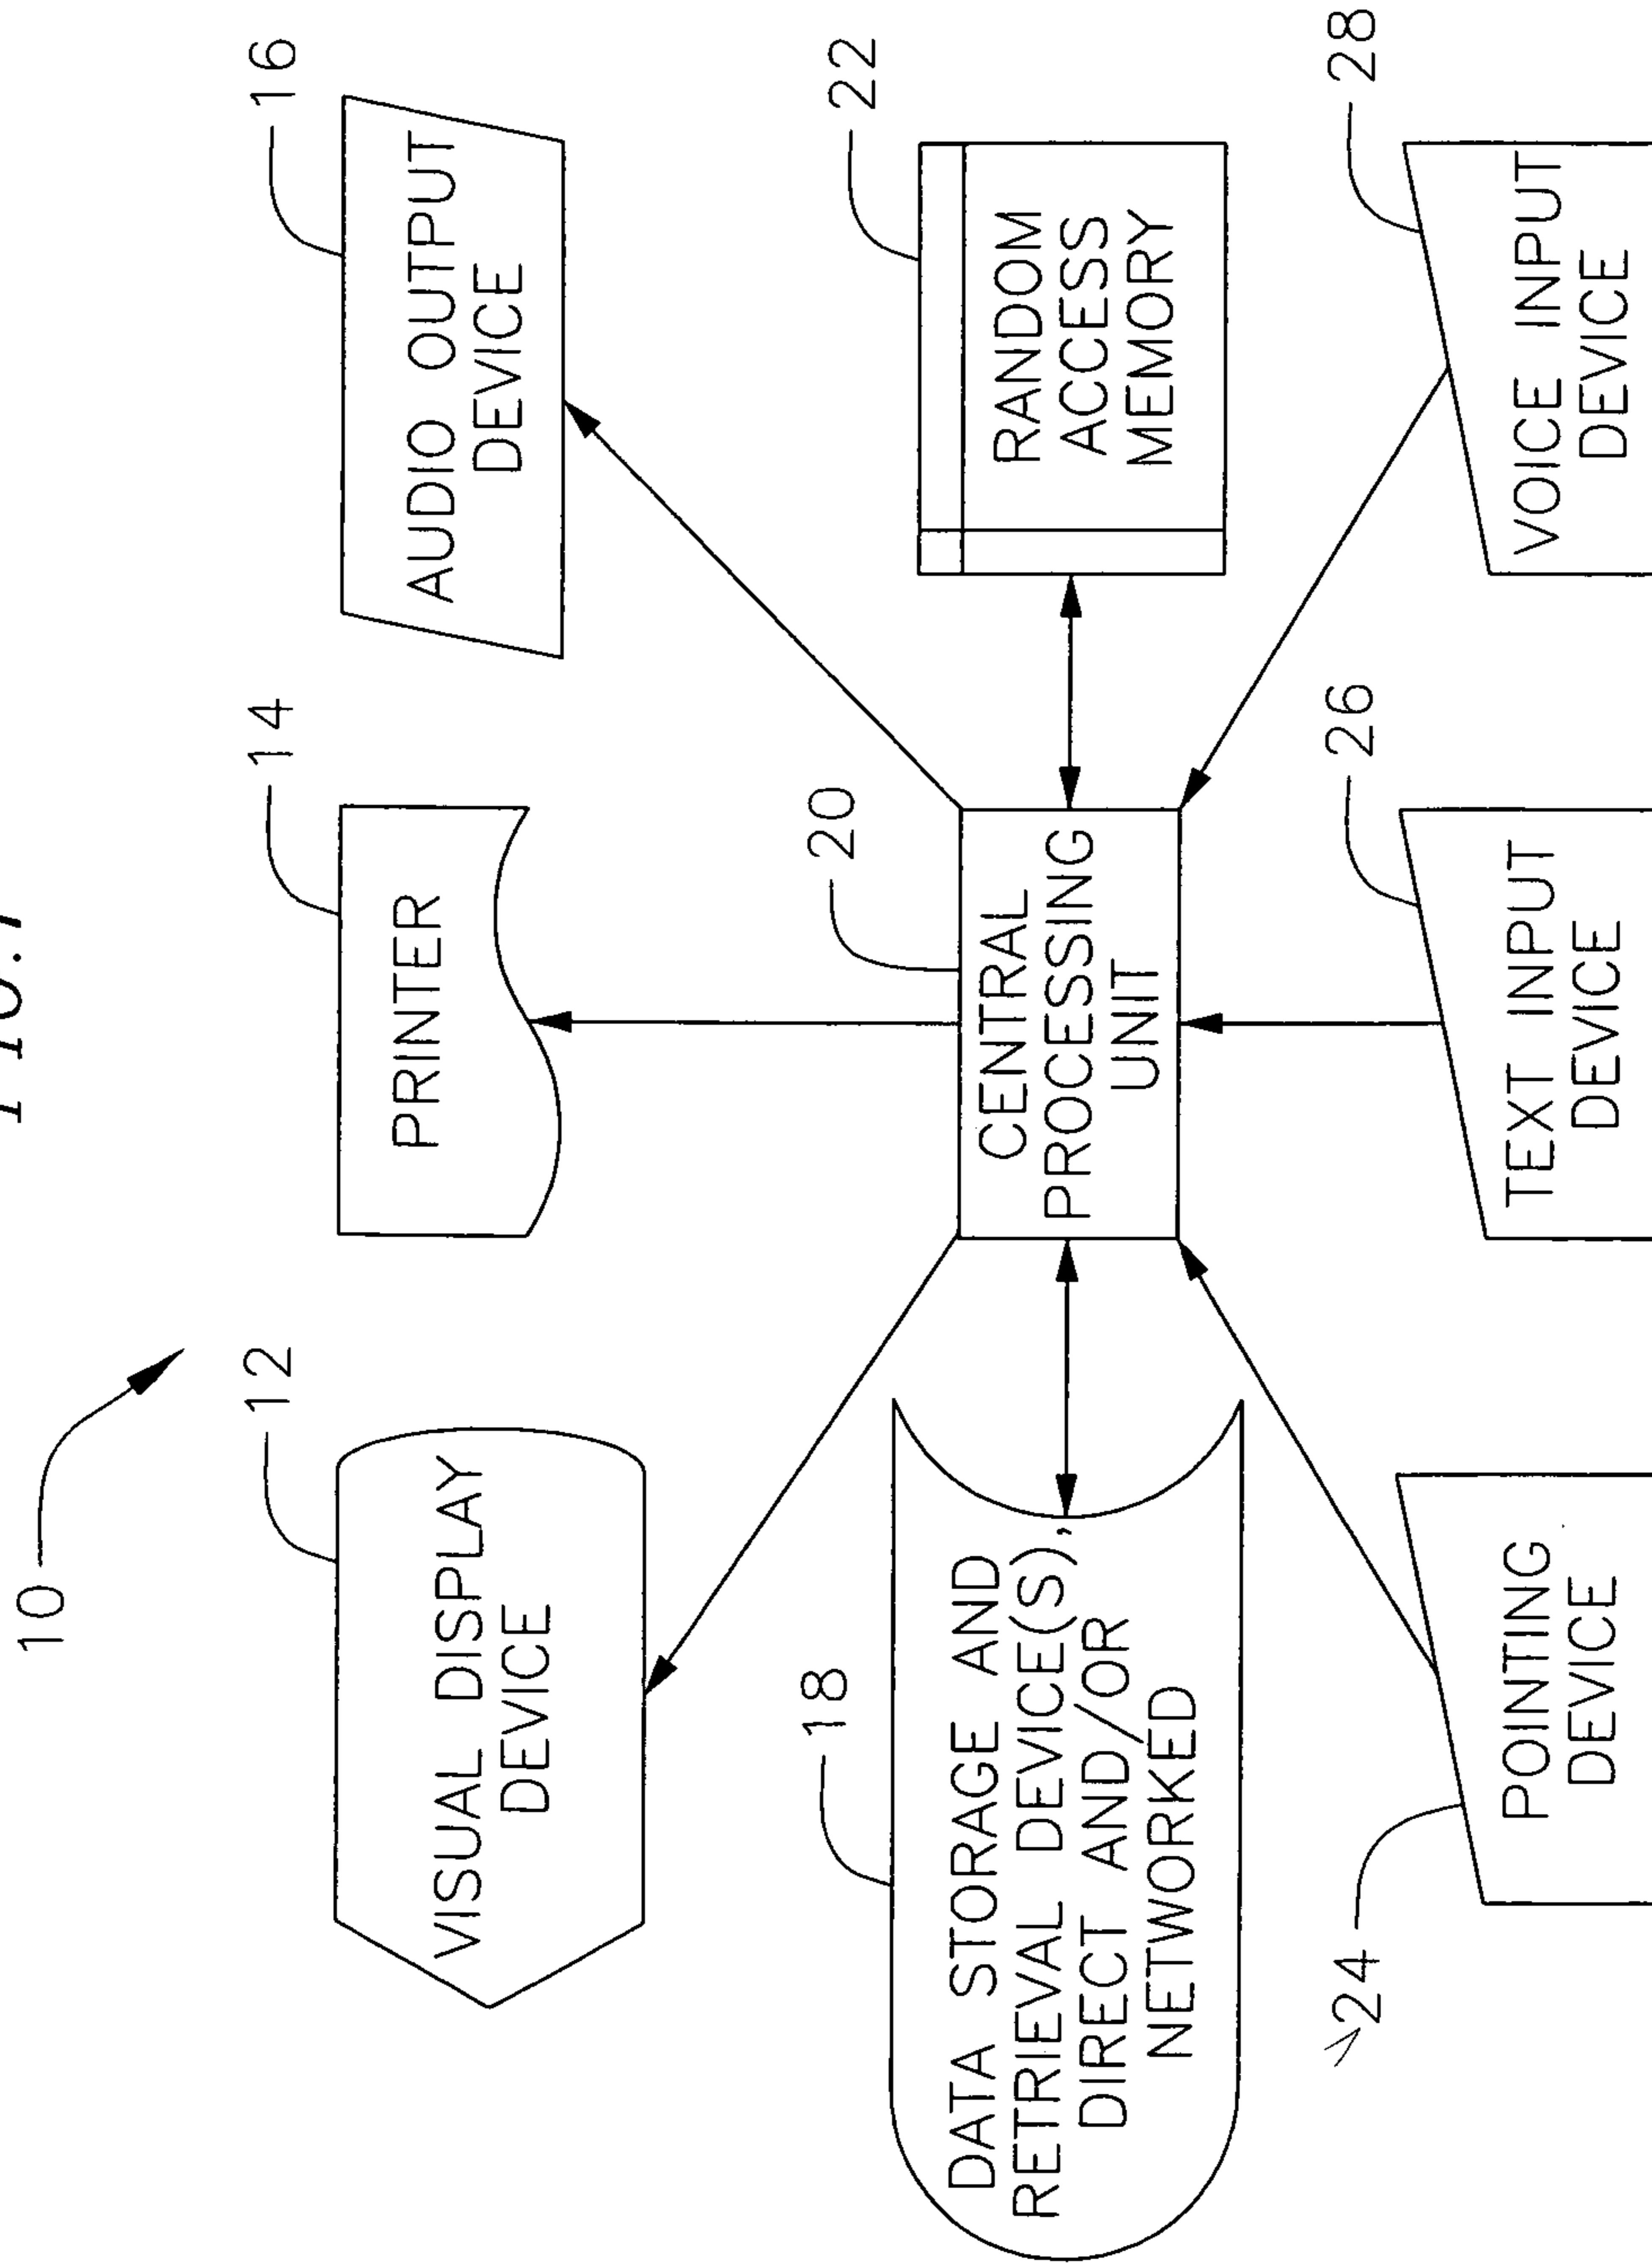 FIG. 1
10
12
VISUAL DISPLAY
DEVICE
14
PRINTER
16
AUDIO OUTPUT
DEVICE
18
DATA STORAGE AND
RETRIEVAL DEVICE(S),
DIRECT AND/OR
NETWORKED
20
CENTRAL
PROCESSING
UNIT
22
RANDOM
ACCESS
MEMORY
24
POINTING
DEVICE
26
TEXT INPUT
DEVICE
28
VOICE INPUT
DEVICE